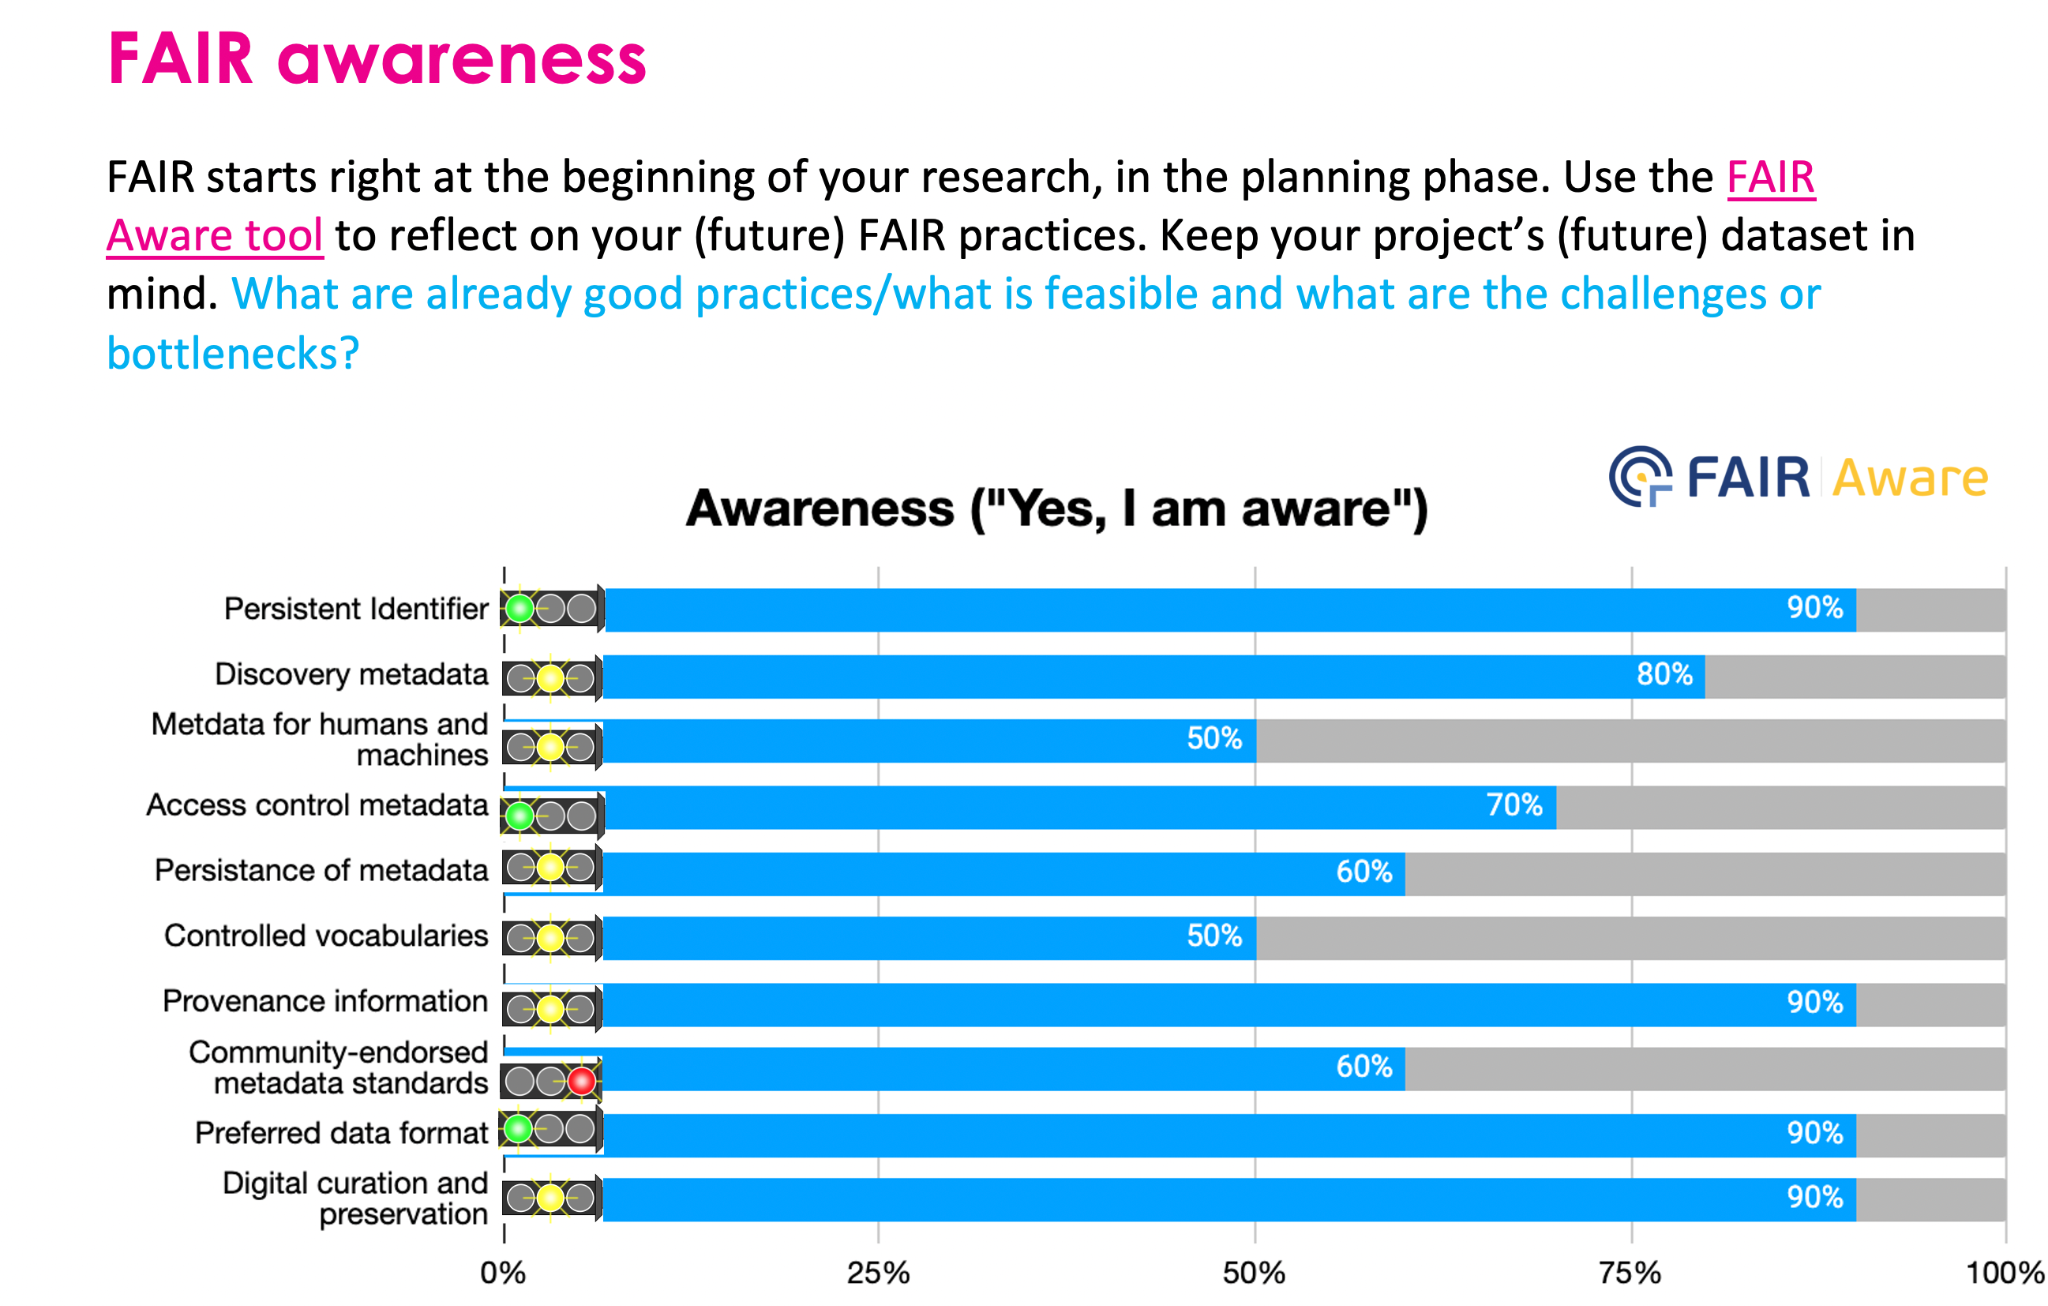 FAIR awareness
FAIR starts right at the beginning of your research, in the planning phase. Use the FAIR
Aware tool to reflect on your (future) FAIR practices. Keep your project’s (future) dataset in
mind. What are already good practices/what is feasible and what are the challenges or
bottlenecks?
FAIR Aware
Awareness ("Yes, I am aware")
Persistent Identifier
90%
Discovery metadata
80%
Metdata for humans and
machines
50%
Access control metadata
70%
Persistance of metadata
60%
Controlled vocabularies
50%
Provenance information
90%
Community-endorsed
metadata standards
60%
Preferred data format
90%
Digital curation and
preservation
90%
0% 25% 50% 75% 100%